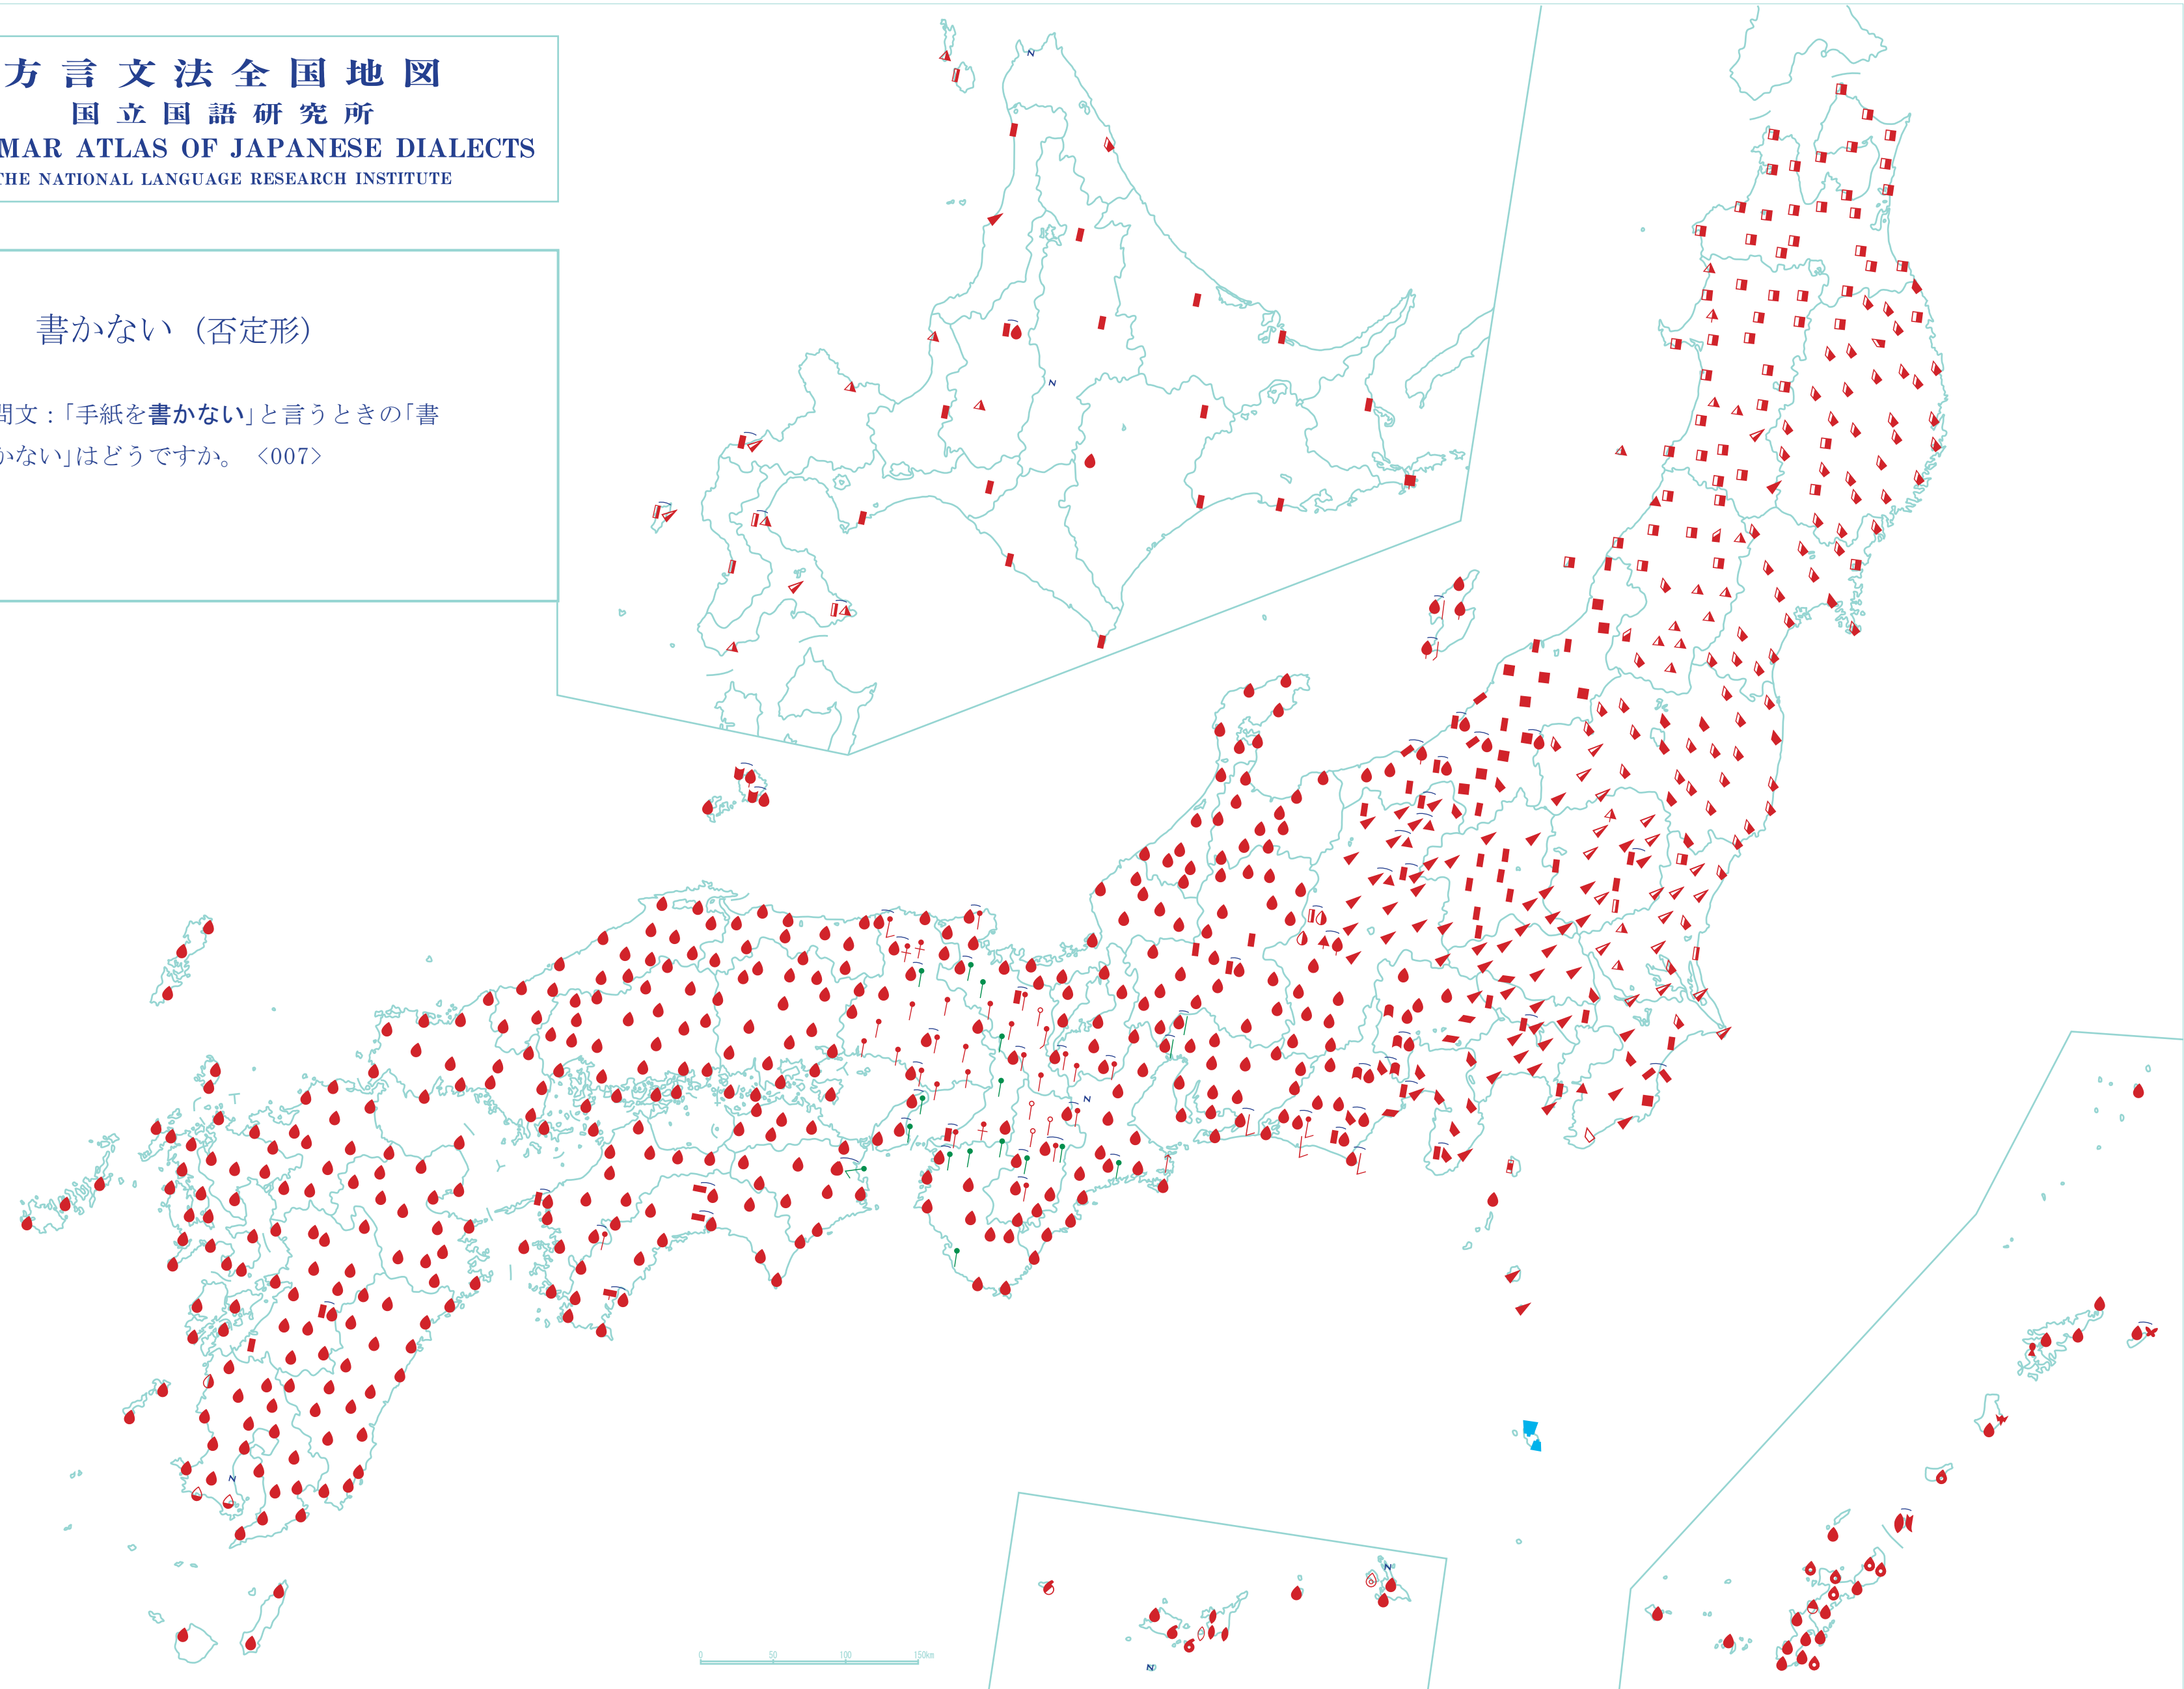 方言文法全国地図
国立国語研究所
MAR ATLAS OF JAPANESE DIALECTS
THE NATIONAL LANGUAGE RESEARCH INSTITUTE
書かない（否定形）
問文：「手紙を書かない」と言うときの「書
かない」はどうですか。〈007〉
N
N
N
N
N
N
0 50 100 150km